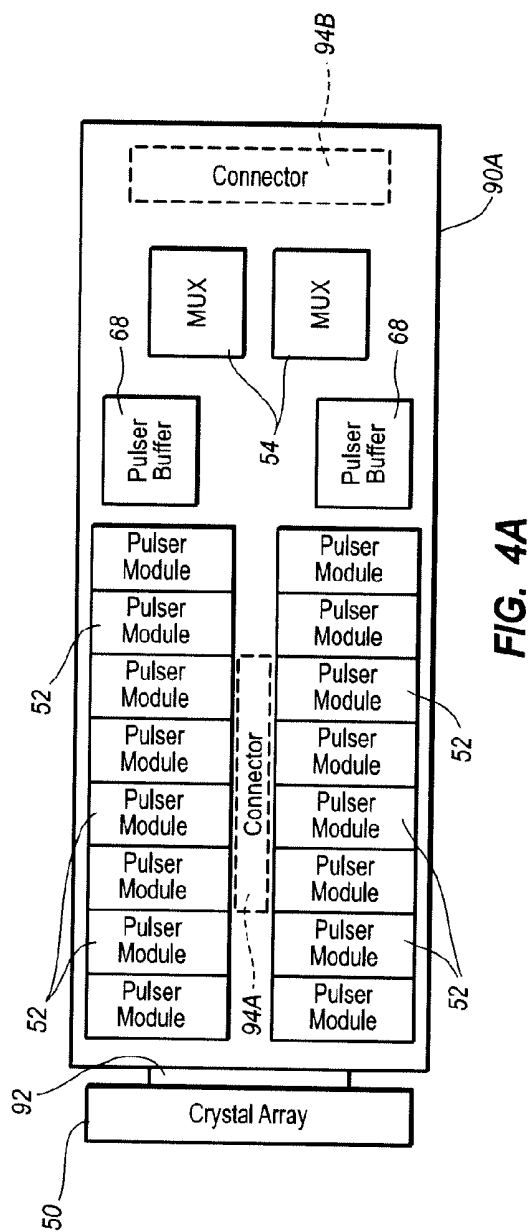 50
92
Crystal Array
52
52
52
Pulser
Module
Pulser
Module
Pulser
Module
Pulser
Module
Pulser
Module
Pulser
Module
Pulser
Module
Pulser
Module
94A
Connector
Pulser
Module
Pulser
Module
Pulser
Module
Pulser
Module
Pulser
Module
Pulser
Module
Pulser
Module
Pulser
Module
52
52
52
68
Pulser
Buffer
Pulser
Buffer
68
54
MUX
MUX
Connector
94B
90A
FIG. 4A